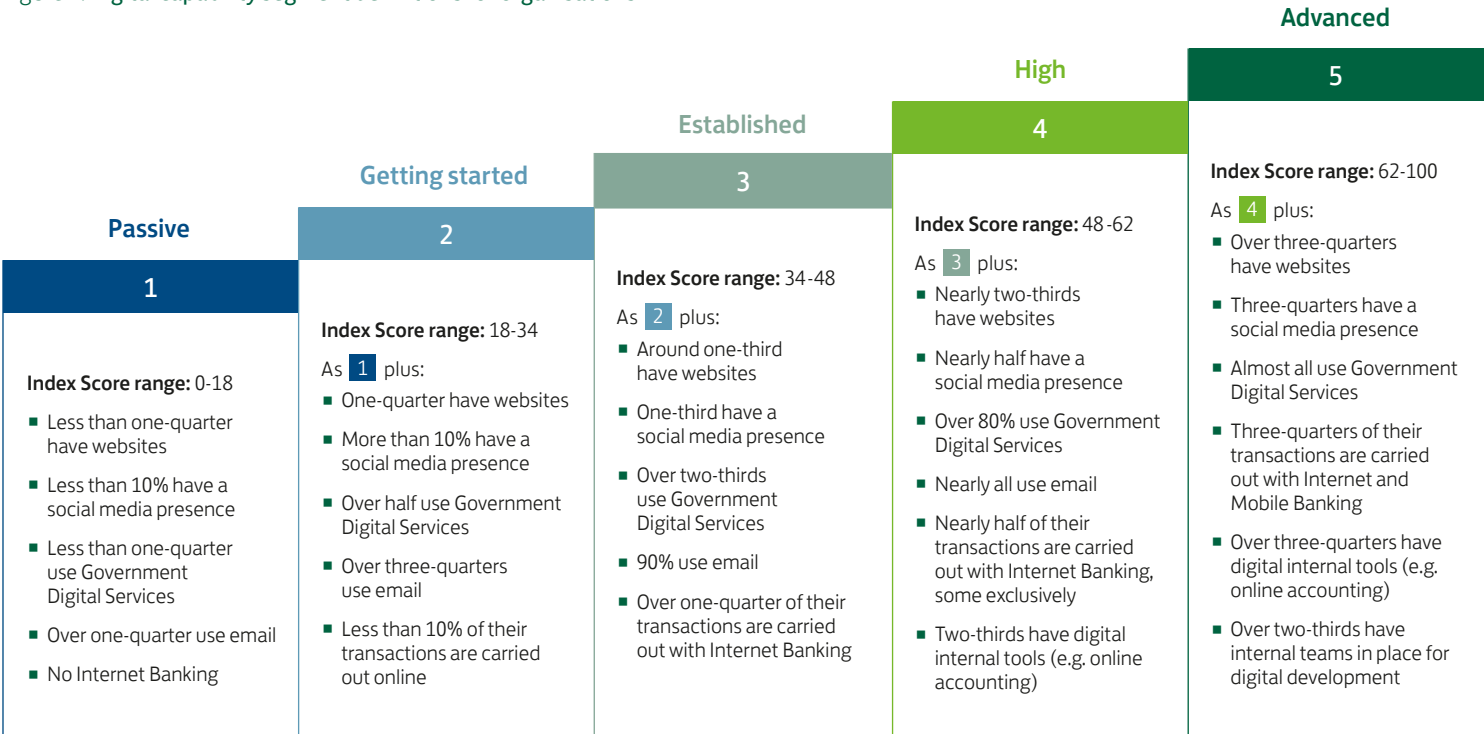 Passive
1
Index Score range: 0-18
■ Less than one-quarter
have websites
■ Less than 10% have a
social media presence
■ Less than one-quarter
use Government
Digital Services
■ Over one-quarter use email
■ No Internet Banking
Getting started
2
Index Score range: 18-34
As 1 plus:
■ One-quarter have websites
■ More than 10% have a
social media presence
■ Over half use Government
Digital Services
■ Over three-quarters
use email
■ Less than 10% of their
transactions are carried
out online
Established
3
Index Score range: 34-48
As 2 plus:
■ Around one-third
have websites
■ One-third have a
social media presence
■ Over two-thirds
use Government
Digital Services
■ 90% use email
■ Over one-quarter of their
transactions are carried
out with Internet Banking
High
4
Index Score range: 48-62
As 3 plus:
■ Nearly two-thirds
have websites
■ Nearly half have a
social media presence
■ Over 80% use Government
Digital Services
■ Nearly all use email
■ Nearly half of their
transactions are carried
out with Internet Banking,
some exclusively
■ Two-thirds have digital
internal tools (e.g. online
accounting)
Advanced
5
Index Score range: 62-100
As 4 plus:
■ Over three-quarters
have websites
■ Three-quarters have a
social media presence
■ Almost all use Government
Digital Services
■ Three-quarters of their
transactions are carried
out with Internet and
Mobile Banking
■ Over three-quarters have
digital internal tools (e.g.
online accounting)
■ Over two-thirds have
internal teams in place for
digital development